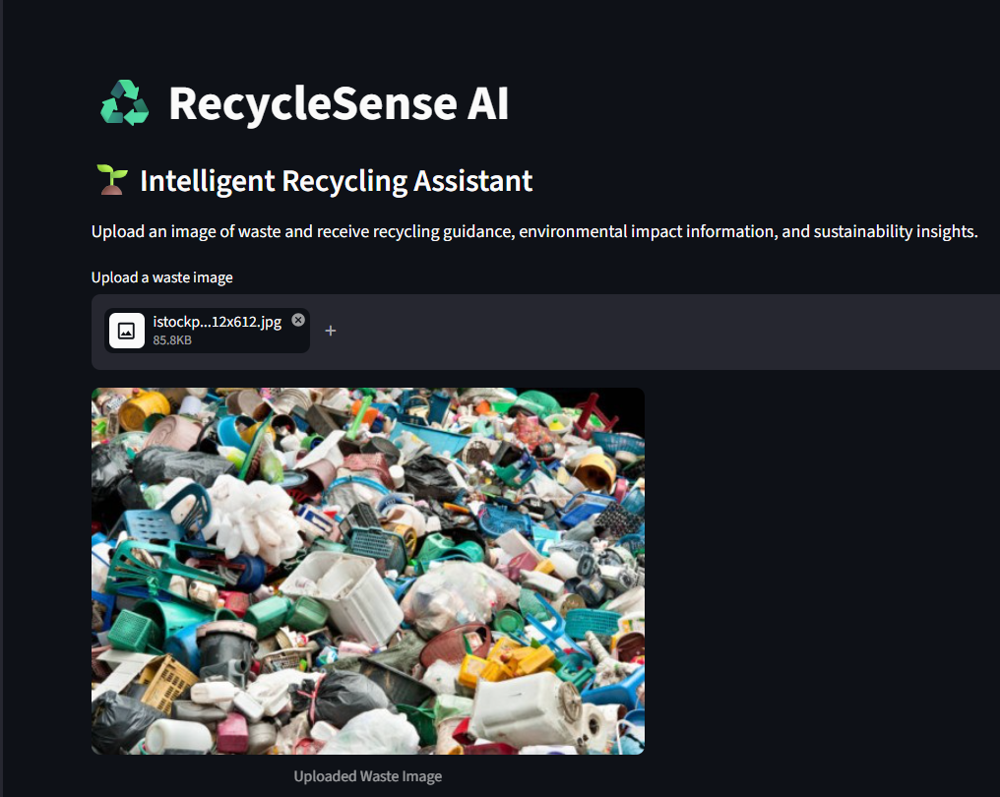 RecycleSense AI
Intelligent Recycling Assistant
Upload an image of waste and receive recycling guidance, environmental impact information, and sustainability insights.
Upload a waste image
istockp...12x612.jpg
85.8KB
Uploaded Waste Image